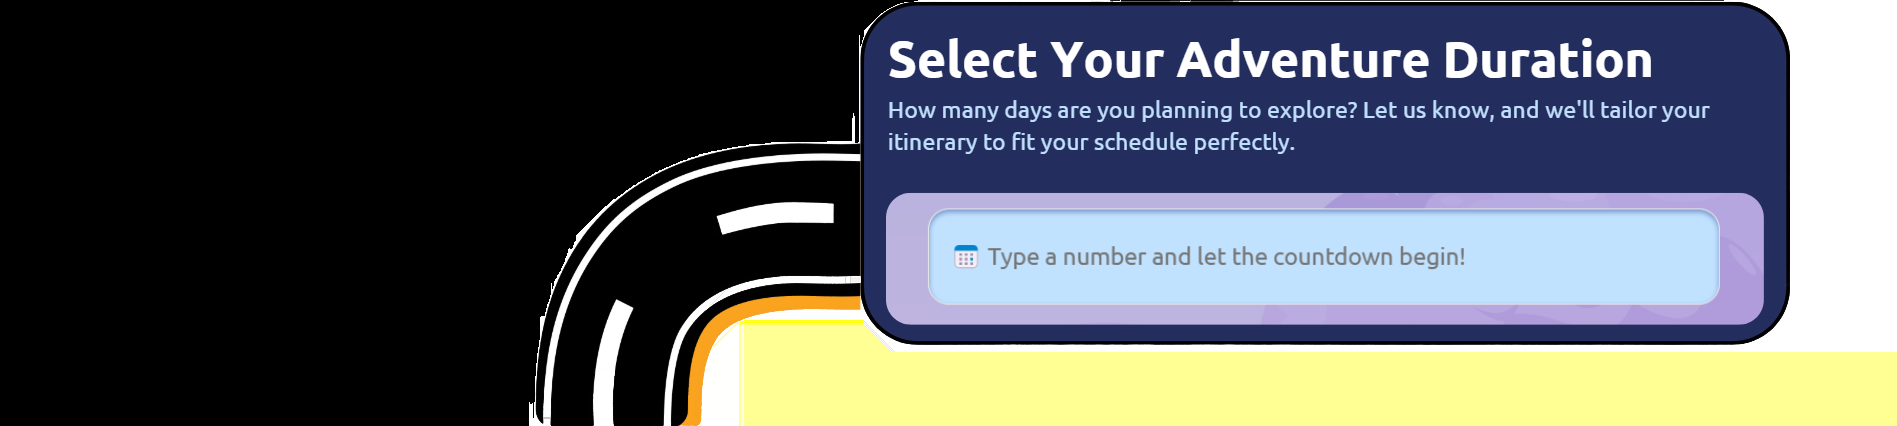 Select Your Adventure Duration
How many days are you planning to explore? Let us know, and we'll tailor your
itinerary to fit your schedule perfectly.
Type a number and let the countdown begin!